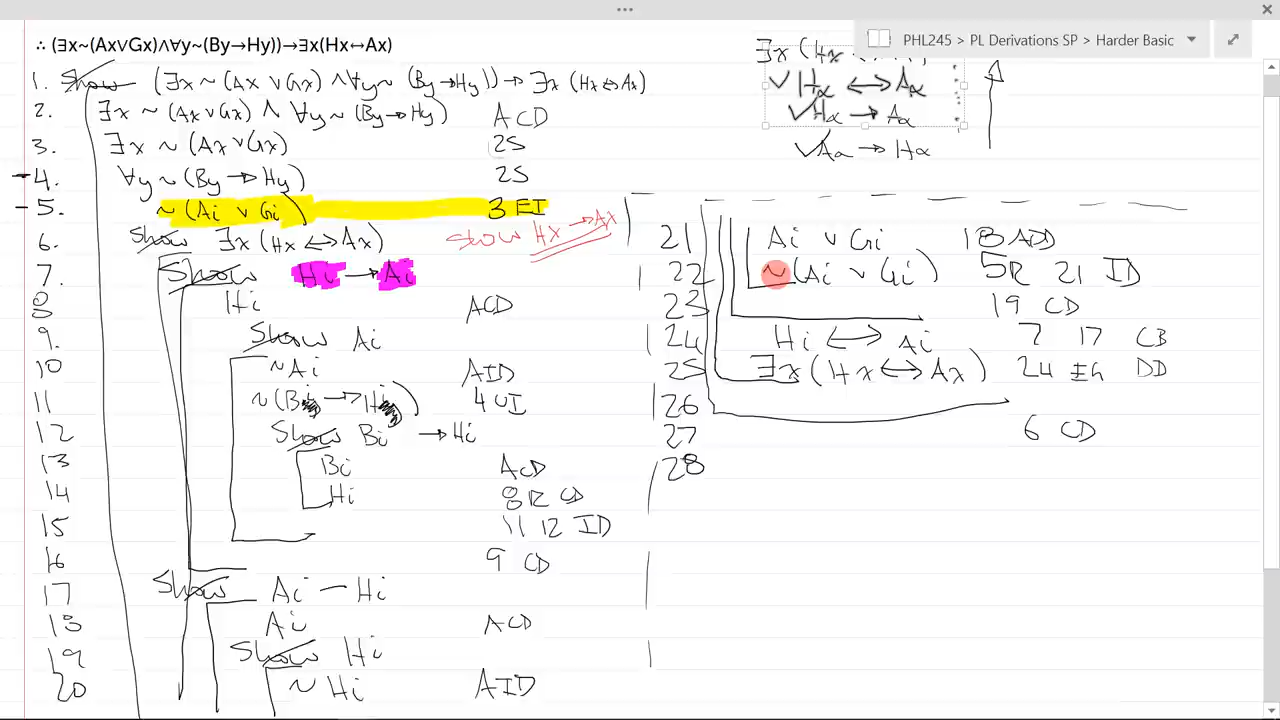 ∴ (∃x~(Ax∨Gx)∧∀y~(By→Hy))→∃x(Hx↔Ax)
PHL245 > PL Derivations SP > Harder Basic
1. Show (∃x ~ (Ax ∨ Gx) ∧ ∀y ~ (By → Hy)) → ∃x (Hx ↔ Ax)
2. ∃x ~ (Ax ∨ Gx) ∧ ∀y ~ (By → Hy) ACD
3. ∃x ~ (Ax ∨ Gx) 2S
4. ∀y ~ (By → Hy) 2S
5. ~ (Ai ∨ Gi) 3 EI
6. Show ∃x (Hx ↔ Ax) Show Hx → Ax
7. Show Hi → Ai
8 Hi ACD
9. Show Ai
10 ~Ai AID
11 ~(Bi → Hi) 4 UI
12 Show Bi → Hi
13 Bi ACD
14 Hi 8R CD
15 11 12 ID
16 9 CD
17 Show Ai — Hi
18 Ai ACD
19 Show Hi
20 ~ Hi AID
∃x (Hx
✓ Hα ↔ Aα
✓ Hα → Aα
✓ Aα → Hα
21 Ai ∨ Gi 18 ADD
22 ~(Ai ∨ Gi) 5R 21 ID
23 19 CD
24 Hi ↔ Ai 7 17 CB
25 ∃x (Hx ↔ Ax) 24 EG DD
26
27 6 CD
28